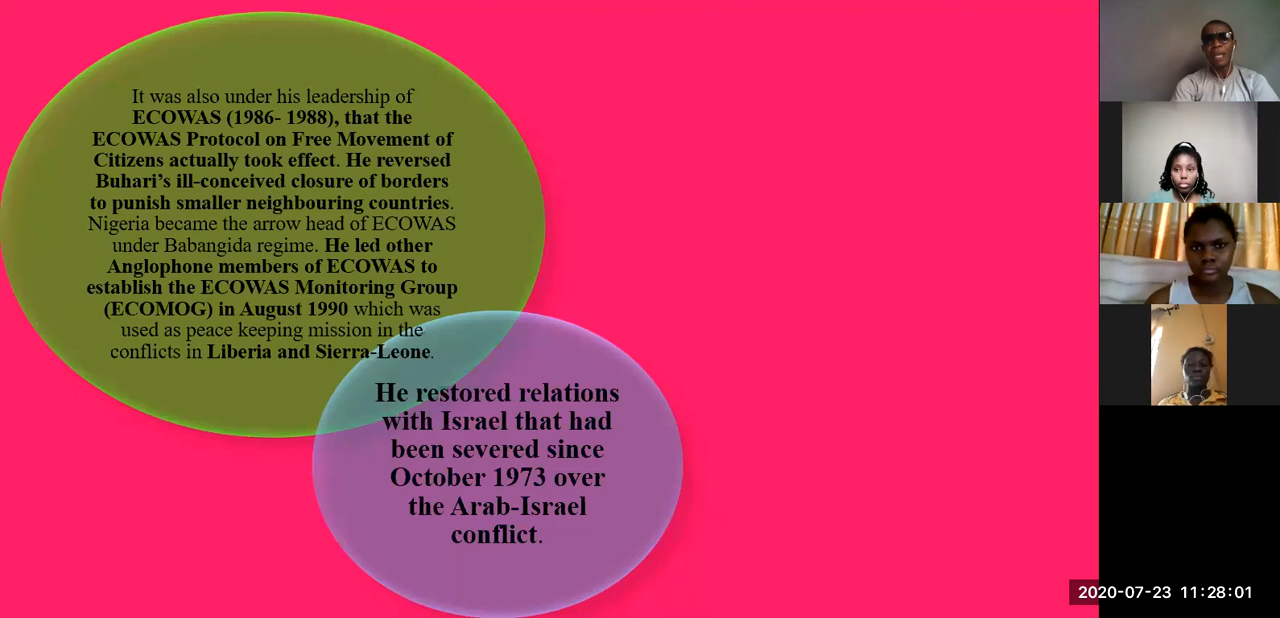 It was also under his leadership of
ECOWAS (1986- 1988), that the
ECOWAS Protocol on Free Movement of
Citizens actually took effect. He reversed
Buhari’s ill-conceived closure of borders
to punish smaller neighbouring countries.
Nigeria became the arrow head of ECOWAS
under Babangida regime. He led other
Anglophone members of ECOWAS to
establish the ECOWAS Monitoring Group
(ECOMOG) in August 1990 which was
used as peace keeping mission in the
conflicts in Liberia and Sierra-Leone.
He restored relations
with Israel that had
been severed since
October 1973 over
the Arab-Israel
conflict.
2020-07-23 11:28:01